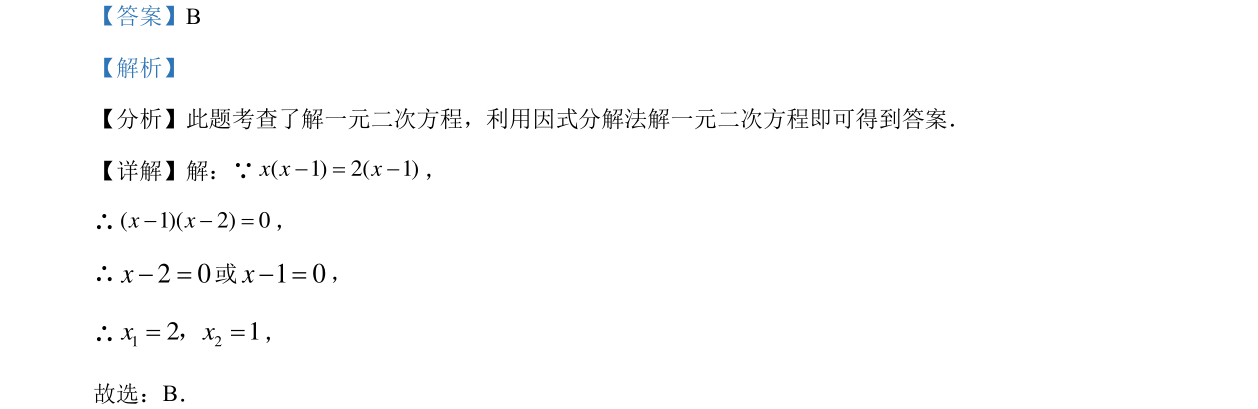 【答案】B
【解析】
【分析】此题考查了解一元二次方程，利用因式分解法解一元二次方程即可得到答案．
【详解】解：∵ x(x−1)=2(x−1)，
∴ (x−1)(x−2)=0，
∴ x−2=0或x−1=0，
∴ x₁=2，x₂=1，
故选：B．